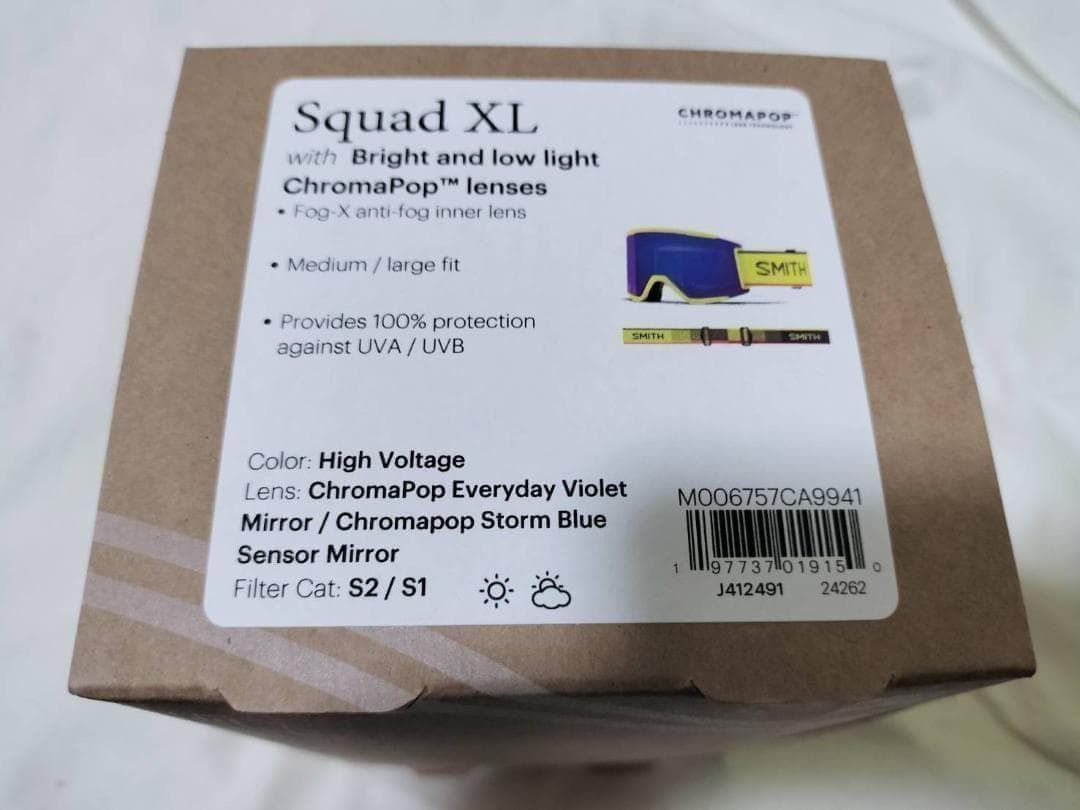 Squad XL
with Bright and low light
ChromaPop™ lenses
• Fog-X anti-fog inner lens
• Medium / large fit
• Provides 100% protection
against UVA / UVB
CHROMAPOP™
SMITH
SMITH SMITH
Color: High Voltage
Lens: ChromaPop Everyday Violet
Mirror / Chromapop Storm Blue
Sensor Mirror
Filter Cat: S2 / S1
M006757CA9941
1 97737 01915 0
J412491 24262